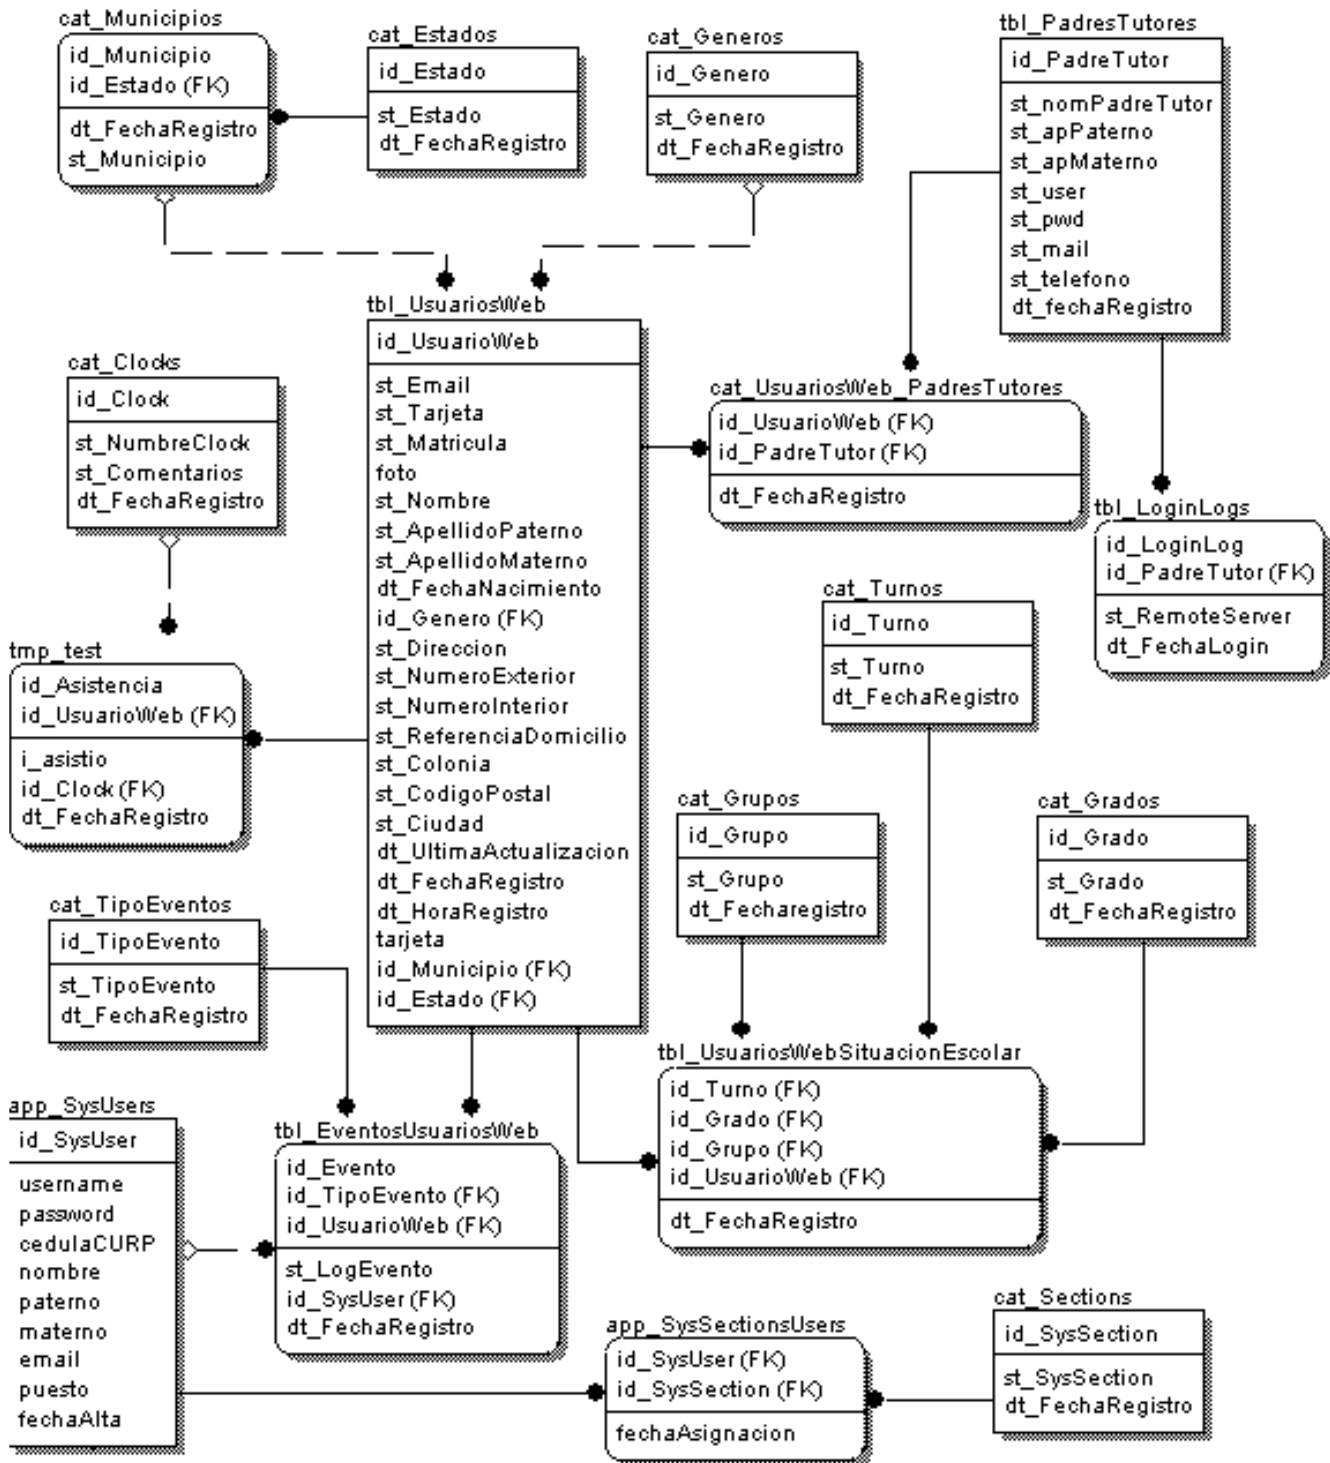 cat_Municipios
id_Municipio
id_Estado (FK)
dt_FechaRegistro
st_Municipio
cat_Estados
id_Estado
st_Estado
dt_FechaRegistro
cat_Generos
id_Genero
st_Genero
dt_FechaRegistro
tbl_PadresTutores
id_PadreTutor
st_nomPadreTutor
st_apPaterno
st_apMaterno
st_user
st_pwd
st_mail
st_telefono
dt_fechaRegistro
tbl_UsuariosWeb
id_UsuarioWeb
st_Email
st_Tarjeta
st_Matricula
foto
st_Nombre
st_ApellidoPaterno
st_ApellidoMaterno
dt_FechaNacimiento
id_Genero (FK)
st_Direccion
st_NumeroExterior
st_NumeroInterior
st_ReferenciaDomicilio
st_Colonia
st_CodigoPostal
st_Ciudad
dt_UltimaActualizacion
dt_FechaRegistro
dt_HoraRegistro
tarjeta
id_Municipio (FK)
id_Estado (FK)
cat_Clocks
id_Clock
st_NumbreClock
st_Comentarios
dt_FechaRegistro
cat_UsuariosWeb_PadresTutores
id_UsuarioWeb (FK)
id_PadreTutor (FK)
dt_FechaRegistro
tbl_LoginLogs
id_LoginLog
id_PadreTutor (FK)
st_RemoteServer
dt_FechaLogin
cat_Turnos
id_Turno
st_Turno
dt_FechaRegistro
tmp_test
id_Asistencia
id_UsuarioWeb (FK)
i_asistio
id_Clock (FK)
dt_FechaRegistro
cat_Grupos
id_Grupo
st_Grupo
dt_Fecharegistro
cat_Grados
id_Grado
st_Grado
dt_FechaRegistro
cat_TipoEventos
id_TipoEvento
st_TipoEvento
dt_FechaRegistro
tbl_UsuariosWebSituacionEscolar
id_Turno (FK)
id_Grado (FK)
id_Grupo (FK)
id_UsuarioWeb (FK)
dt_FechaRegistro
app_SysUsers
id_SysUser
username
password
cedulaCURP
nombre
paterno
materno
email
puesto
fechaAlta
tbl_EventosUsuariosWeb
id_Evento
id_TipoEvento (FK)
id_UsuarioWeb (FK)
st_LogEvento
id_SysUser (FK)
dt_FechaRegistro
app_SysSectionsUsers
id_SysUser (FK)
id_SysSection (FK)
fechaAsignacion
cat_Sections
id_SysSection
st_SysSection
dt_FechaRegistro